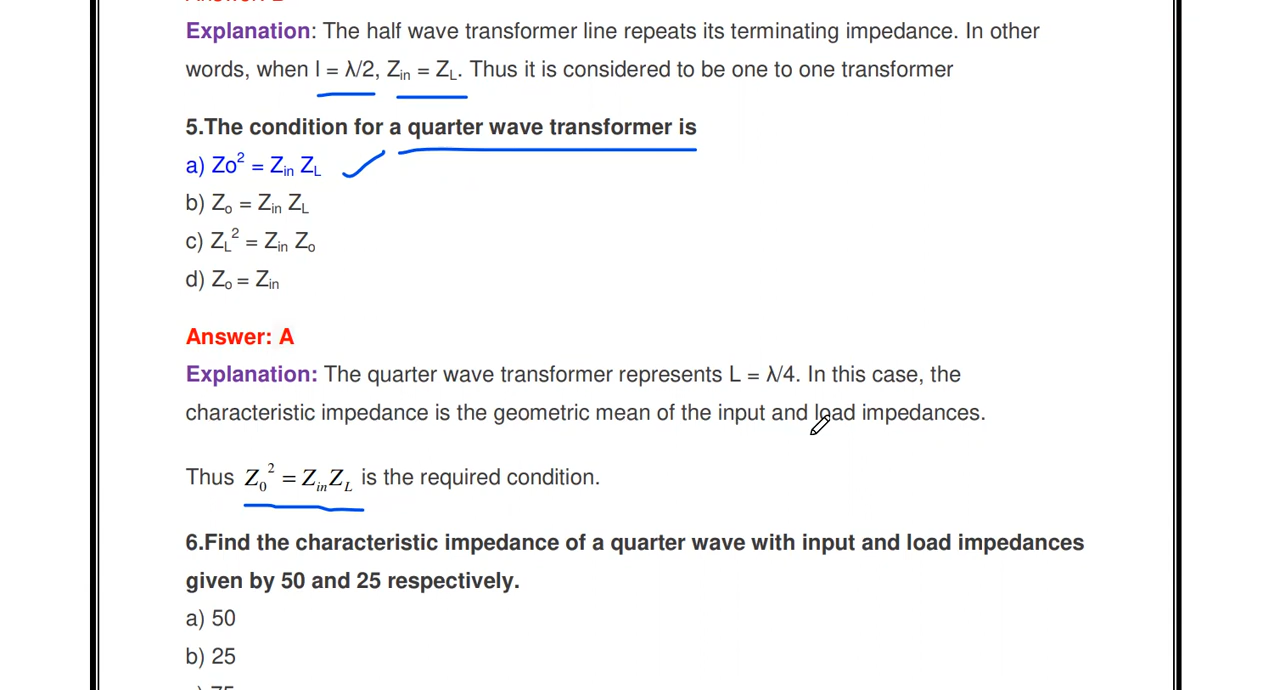 Explanation: The half wave transformer line repeats its terminating impedance. In other
words, when l = λ/2, Zin = ZL. Thus it is considered to be one to one transformer
5.The condition for a quarter wave transformer is
a) Zo² = Zin ZL
b) Zo = Zin ZL
c) ZL² = Zin Zo
d) Zo = Zin
Answer: A
Explanation: The quarter wave transformer represents L = λ/4. In this case, the
characteristic impedance is the geometric mean of the input and load impedances.
Thus Z₀² = ZinZL is the required condition.
6.Find the characteristic impedance of a quarter wave with input and load impedances
given by 50 and 25 respectively.
a) 50
b) 25